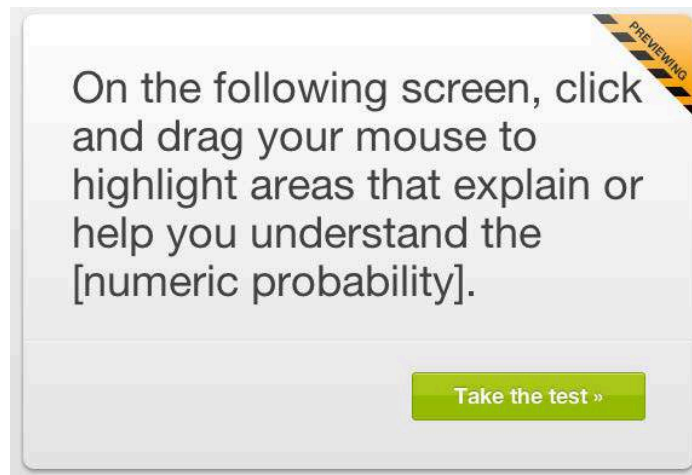 PREVIEWING
On the following screen, click
and drag your mouse to
highlight areas that explain or
help you understand the
[numeric probability].
Take the test »